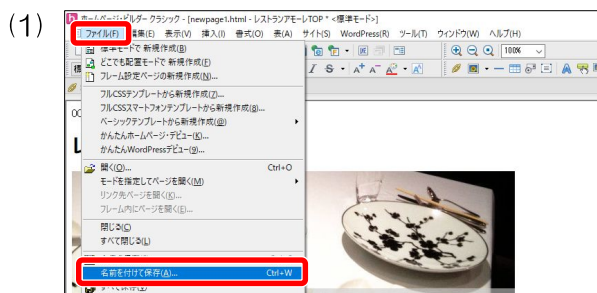 (1)
ホームページ・ビルダー クラシック - [newpage1.html - レストランアモーレTOP * <標準モード>]
ファイル(F) 編集(E) 表示(V) 挿入(I) 書式(O) 表(A) サイト(S) WordPress(R) ツール(T) ウィンドウ(W) ヘルプ(H)
標準モードで 新規作成(B)
どこでも配置モードで 新規作成(F)
フレーム設定ページの新規作成(N)...
100%
フルCSSテンプレートから新規作成(Z)...
フルCSSスマートフォンテンプレートから新規作成(8)...
ベーシックテンプレートから新規作成(@)
かんたんホームページ・デビュー(K)...
かんたんWordPressデビュー(9)...
開く(O)... Ctrl+O
モードを指定してページを開く(M)
リンク先ページを開く(K)...
フレーム内にページを開く(E)...
閉じる(C)
すべて閉じる(L)
名前を付けて保存(A)... Ctrl+W